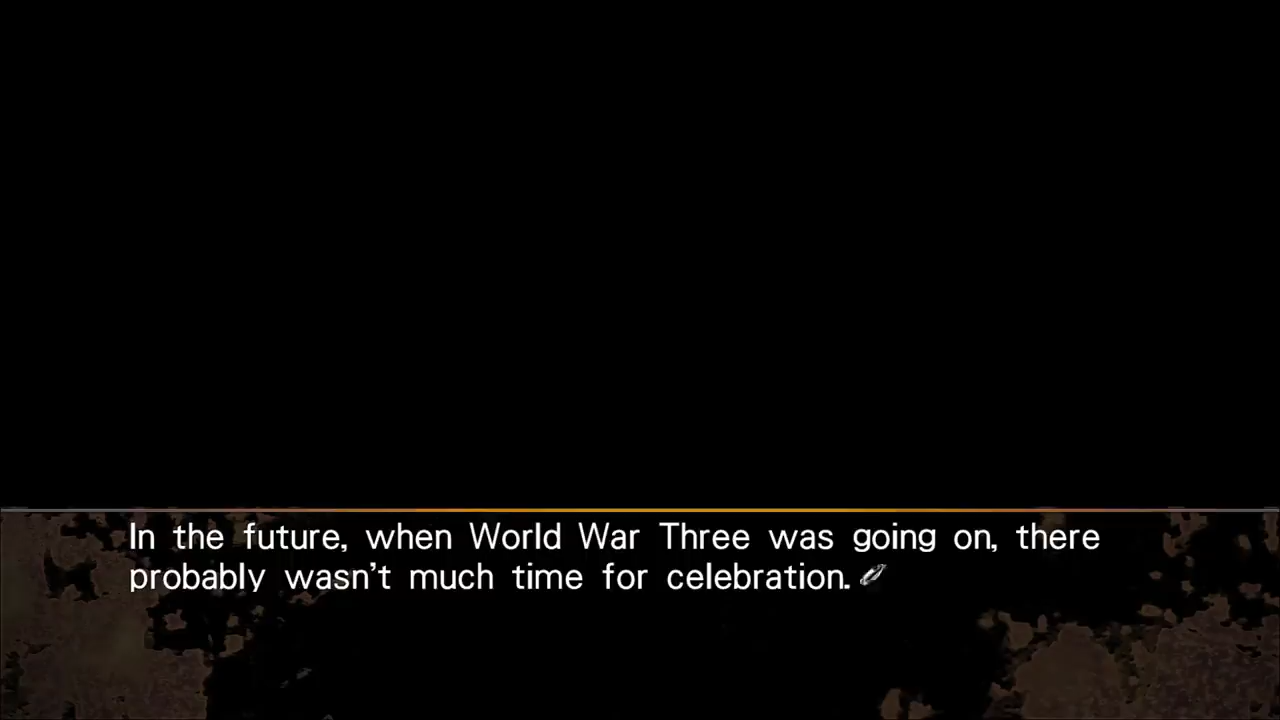 In the future, when World War Three was going on, there
probably wasn't much time for celebration.